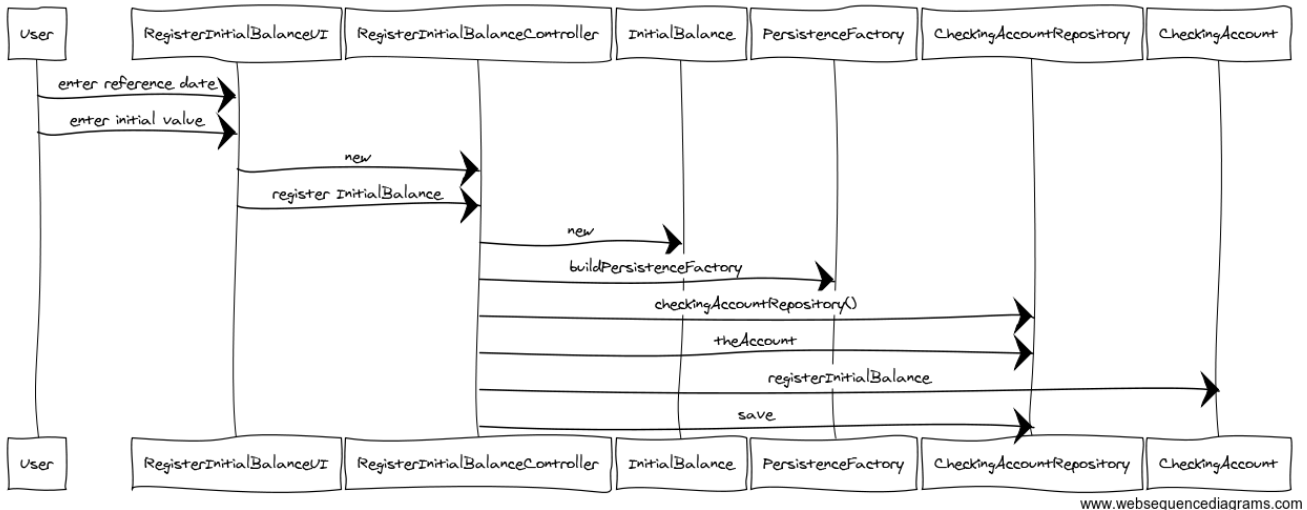 User RegisterInitialBalanceUI RegisterInitialBalanceController InitialBalance PersistenceFactory CheckingAccountRepository CheckingAccount
enter reference date
enter initial value
new
register InitialBalance
new
buildPersistenceFactory
checkingAccountRepository()
theAccount
registerInitialBalance
save
User RegisterInitialBalanceUI RegisterInitialBalanceController InitialBalance PersistenceFactory CheckingAccountRepository CheckingAccount
www.websequencediagrams.com